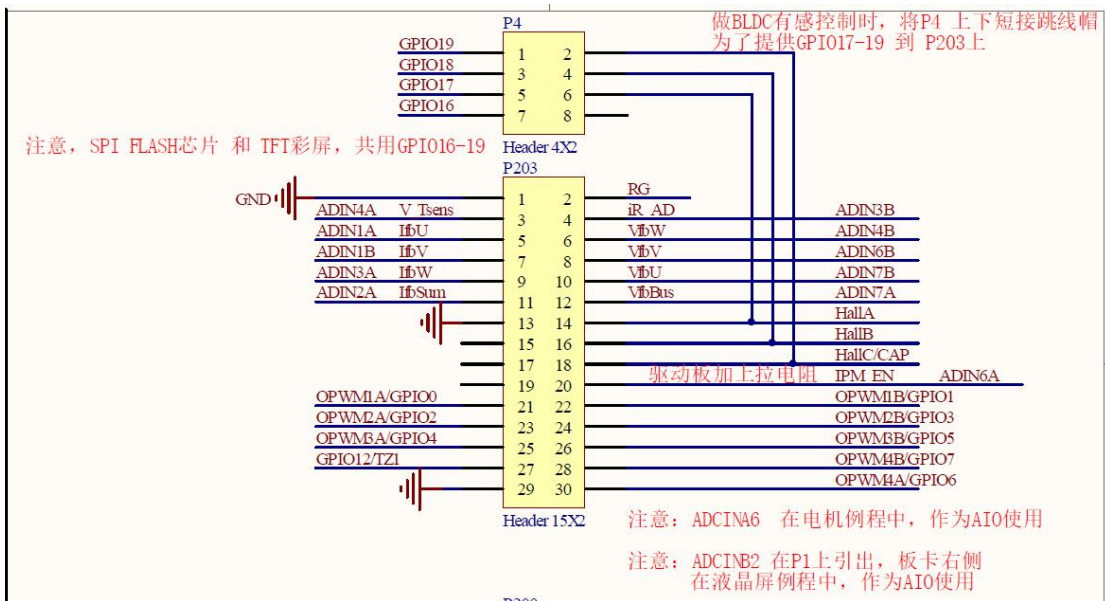 P4
做BLDC有感控制时，将P4 上下短接跳线帽
为了提供GPIO17-19 到 P203上
GPIO19 1 2
GPIO18 3 4
GPIO17 5 6
GPIO16 7 8
注意，SPI FLASH芯片 和 TFT彩屏，共用GPIO16-19
Header 4X2
P203
GND 1 2 RG
ADIN4A V_Tsens 3 4 iR_AD ADIN3B
ADIN1A IfbU 5 6 VfbW ADIN4B
ADIN1B IfbV 7 8 VfbV ADIN6B
ADIN3A IfbW 9 10 VfbU ADIN7B
ADIN2A IfbSum 11 12 VfbBus ADIN7A
13 14 HallA
15 16 HallB
17 18 HallC/CAP
19 20 驱动板加上拉电阻 IPM_EN ADIN6A
OPWM1A/GPIO0 21 22 OPWM1B/GPIO1
OPWM2A/GPIO2 23 24 OPWM2B/GPIO3
OPWM3A/GPIO4 25 26 OPWM3B/GPIO5
GPIO12/TZ1 27 28 OPWM4B/GPIO7
29 30 OPWM4A/GPIO6
Header 15X2
注意：ADCINA6 在电机例程中，作为AIO使用
注意：ADCINB2 在P1上引出，板卡右侧
在液晶屏例程中，作为AIO使用